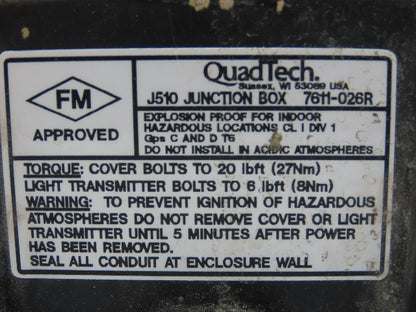 FM
APPROVED
QuadTech.
Sussex, WI 53089 USA
J510 JUNCTION BOX 7611-026R
EXPLOSION PROOF FOR INDOOR
HAZARDOUS LOCATIONS CL I DIV 1
Gps C AND D T6
DO NOT INSTALL IN ACIDIC ATMOSPHERES
TORQUE: COVER BOLTS TO 20 lbft (27Nm)
LIGHT TRANSMITTER BOLTS TO 6 lbft (8Nm)
WARNING: TO PREVENT IGNITION OF HAZARDOUS
ATMOSPHERES DO NOT REMOVE COVER OR LIGHT
TRANSMITTER UNTIL 5 MINUTES AFTER POWER
HAS BEEN REMOVED.
SEAL ALL CONDUIT AT ENCLOSURE WALL